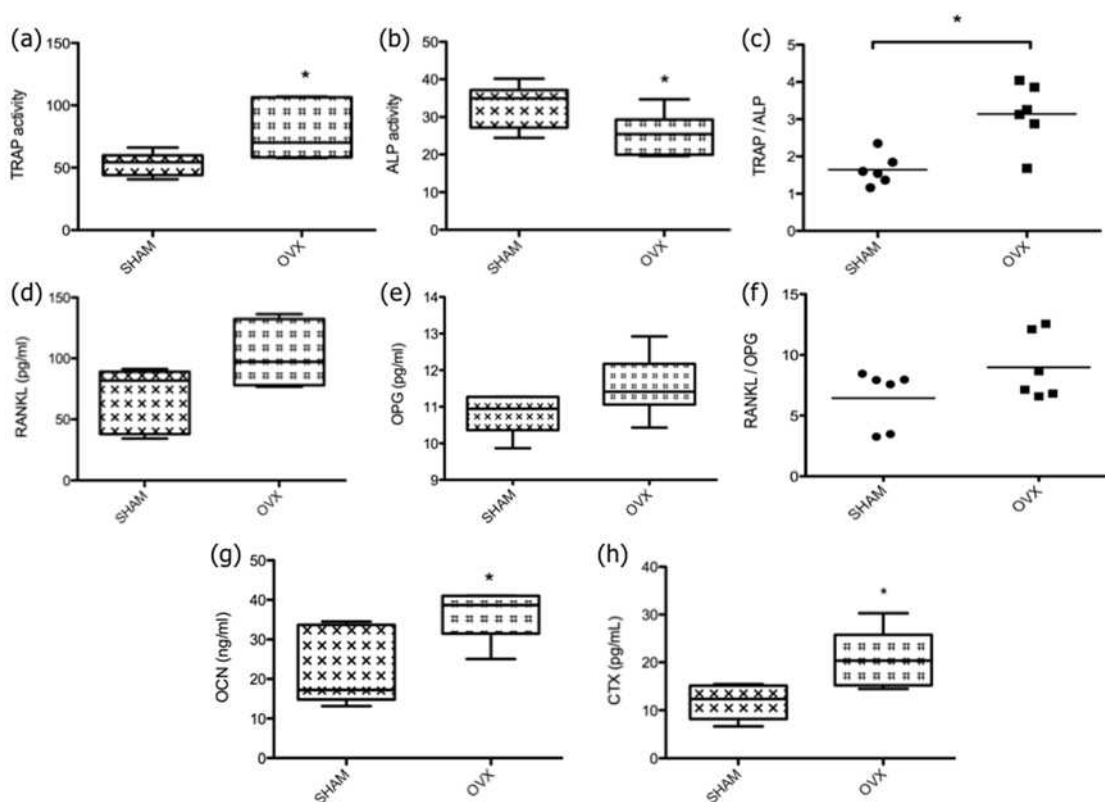 (a)
TRAP activity
150
100
50
0
*
SHAM
OVX
(b)
ALP activity
50
40
30
20
10
0
*
SHAM
OVX
(c)
TRAP / ALP
5
4
3
2
1
0
*
SHAM
OVX
(d)
RANKL (pg/ml)
150
100
50
0
SHAM
OVX
(e)
OPG (pg/ml)
14
13
12
11
10
9
SHAM
OVX
(f)
RANKL / OPG
15
10
5
0
SHAM
OVX
(g)
OCN (ng/ml)
50
40
30
20
10
0
*
SHAM
OVX
(h)
CTX (pg/mL)
40
30
20
10
0
*
SHAM
OVX